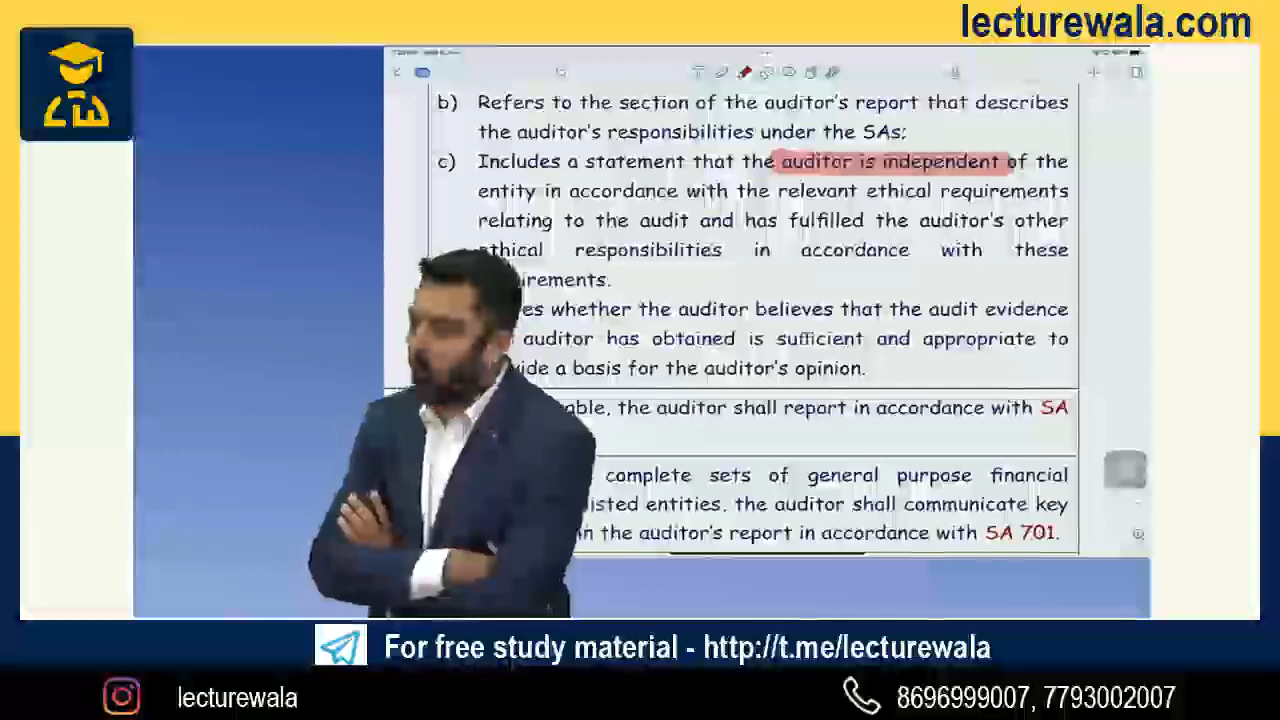 lecturewala.com
b) Refers to the section of the auditor's report that describes
the auditor's responsibilities under the SAs;
c) Includes a statement that the auditor is independent of the
entity in accordance with the relevant ethical requirements
relating to the audit and has fulfilled the auditor's other
ethical responsibilities in accordance with these
irements.
es whether the auditor believes that the audit evidence
auditor has obtained is sufficient and appropriate to
vide a basis for the auditor's opinion.
able, the auditor shall report in accordance with SA
complete sets of general purpose financial
listed entities, the auditor shall communicate key
in the auditor's report in accordance with SA 701.
For free study material - http://t.me/lecturewala
lecturewala
8696999007, 7793002007